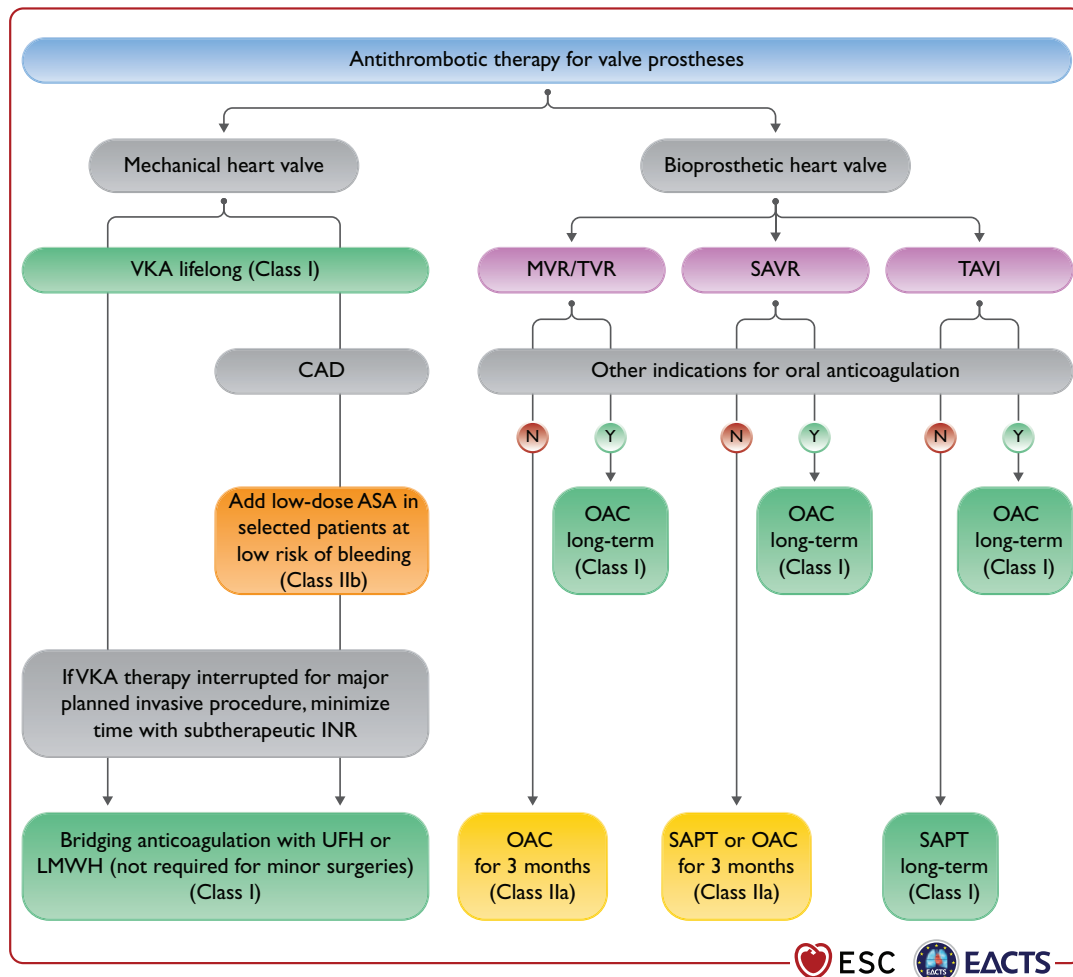 Antithrombotic therapy for valve prostheses
Mechanical heart valve
Bioprosthetic heart valve
VKA lifelong (Class I)
MVR/TVR
SAVR
TAVI
CAD
Other indications for oral anticoagulation
N
Y
N
Y
N
Y
Add low-dose ASA in
selected patients at
low risk of bleeding
(Class IIb)
OAC
long-term
(Class I)
OAC
long-term
(Class I)
OAC
long-term
(Class I)
If VKA therapy interrupted for major
planned invasive procedure, minimize
time with subtherapeutic INR
Bridging anticoagulation with UFH or
LMWH (not required for minor surgeries)
(Class I)
OAC
for 3 months
(Class IIa)
SAPT or OAC
for 3 months
(Class IIa)
SAPT
long-term
(Class I)
ESC
EACTS
EΔCTS